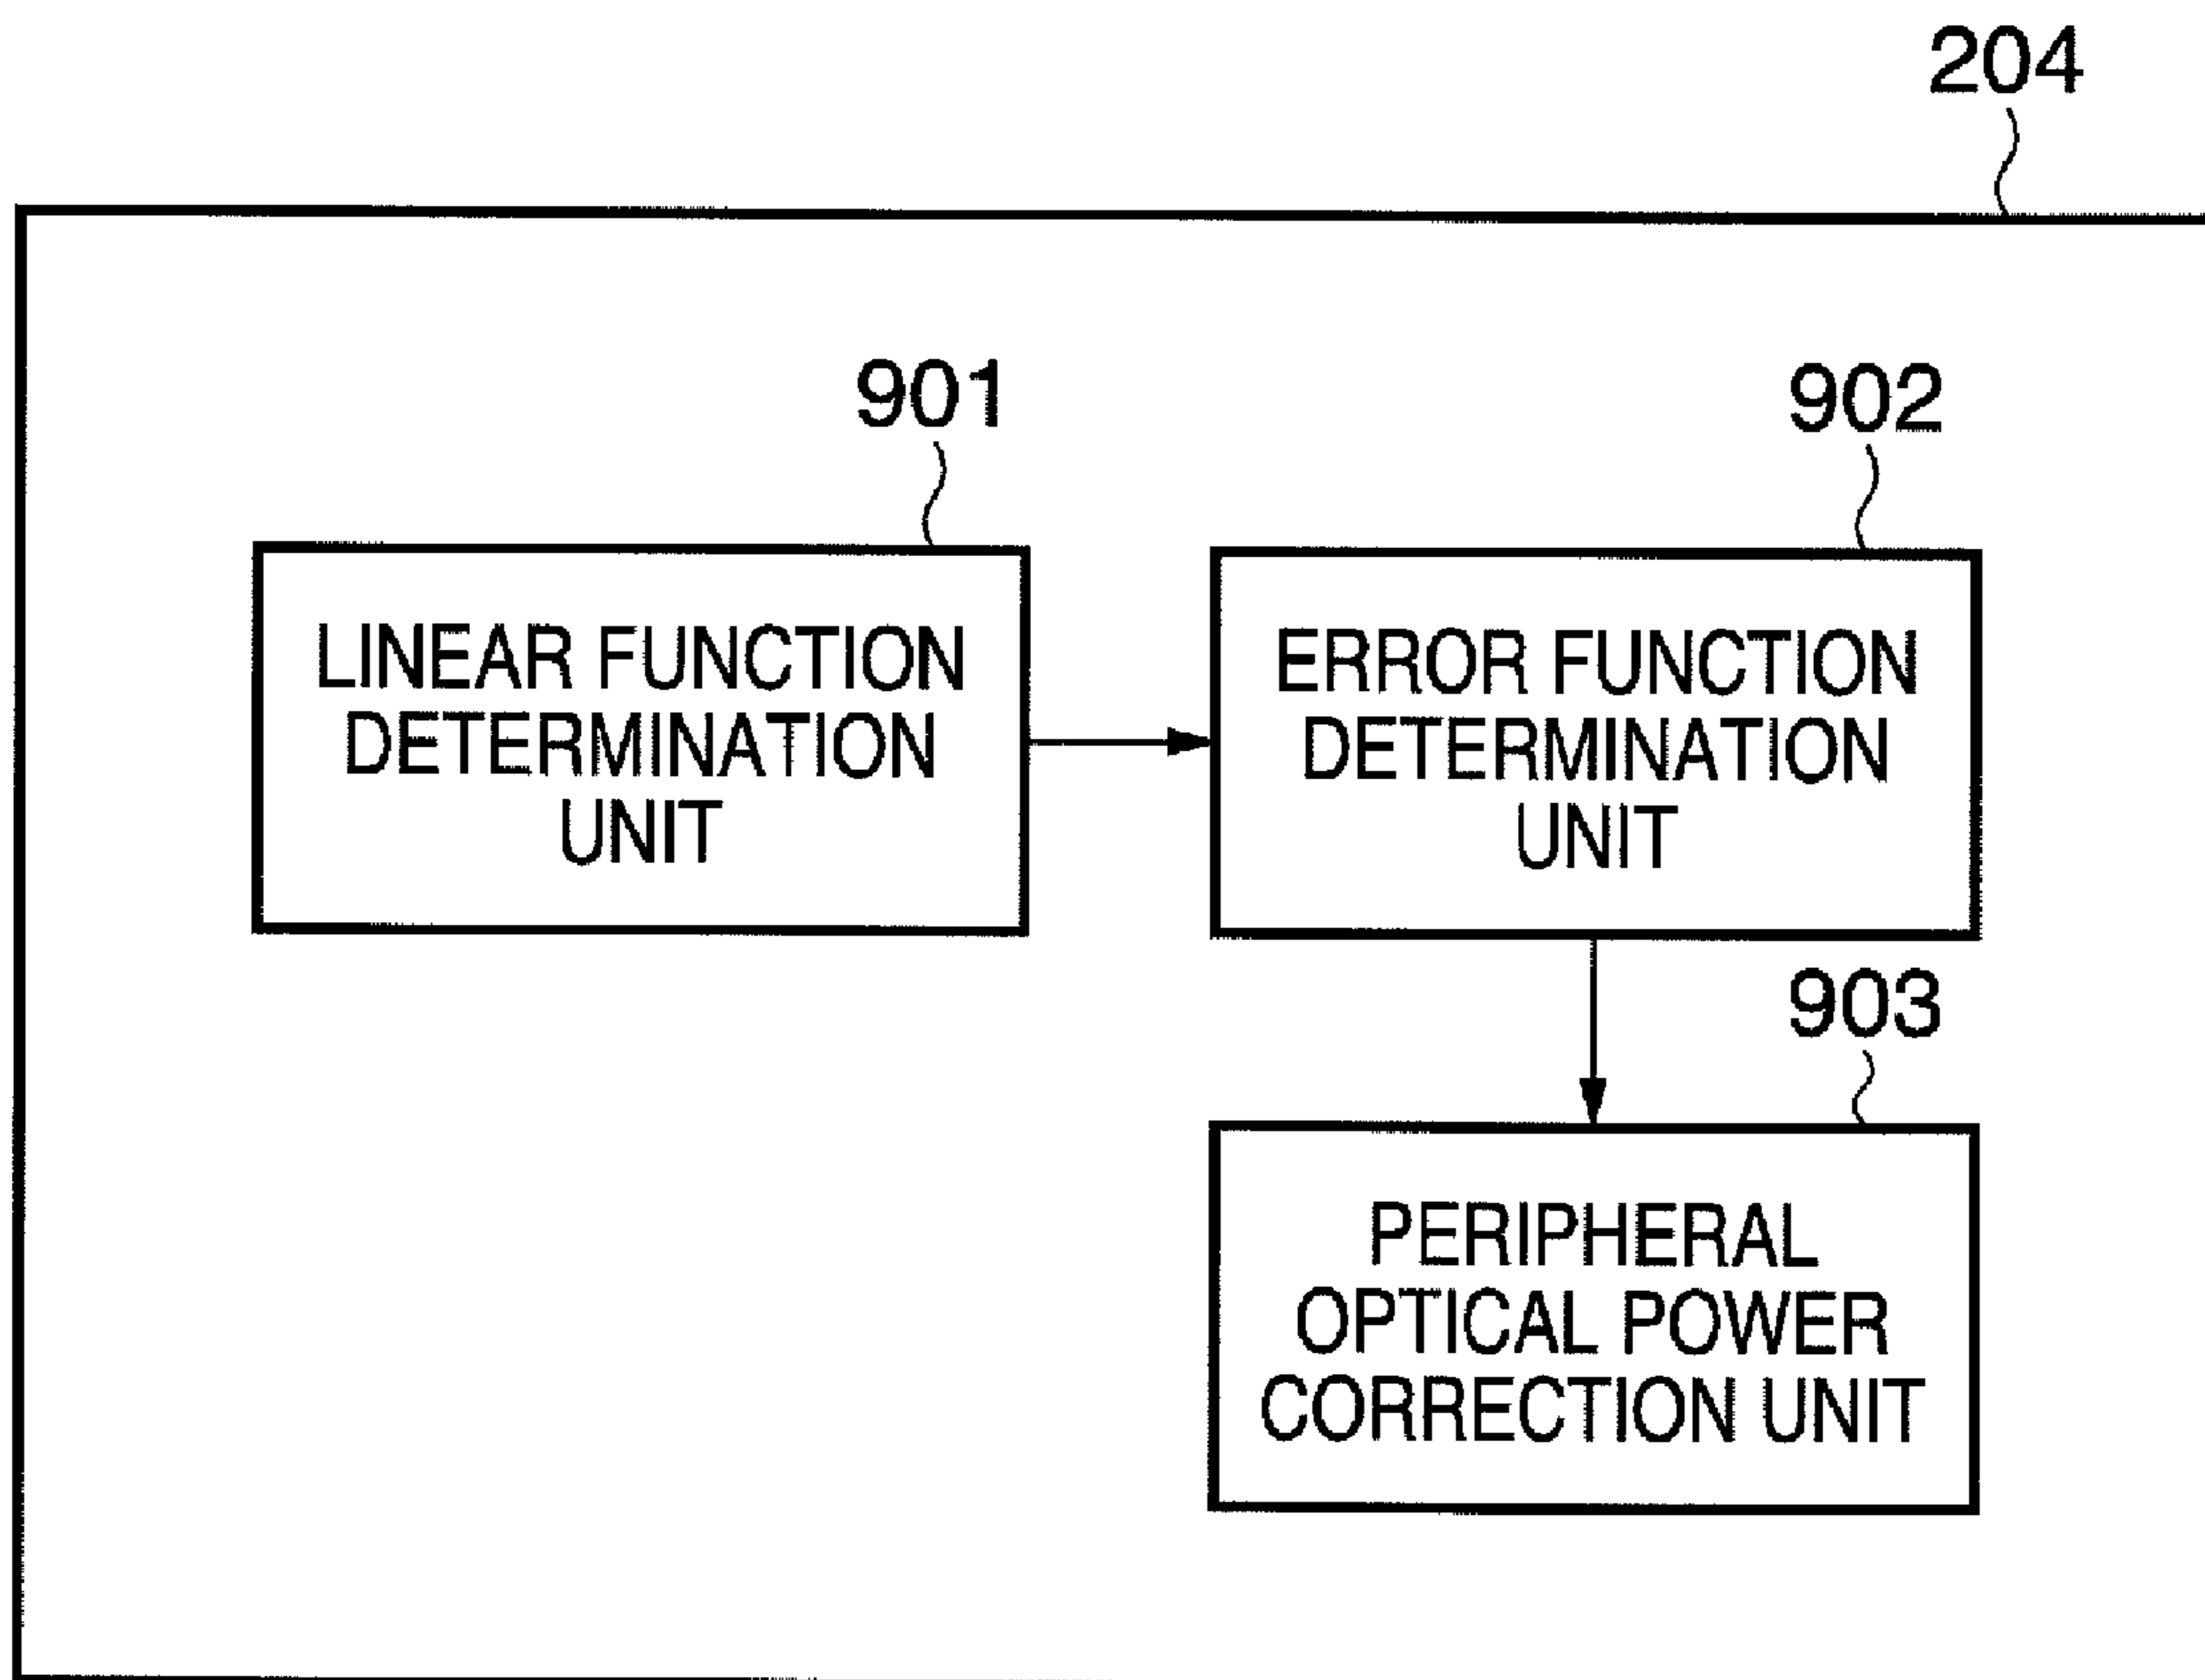 204
901
902
LINEAR FUNCTION
DETERMINATION
UNIT
ERROR FUNCTION
DETERMINATION
UNIT
903
PERIPHERAL
OPTICAL POWER
CORRECTION UNIT